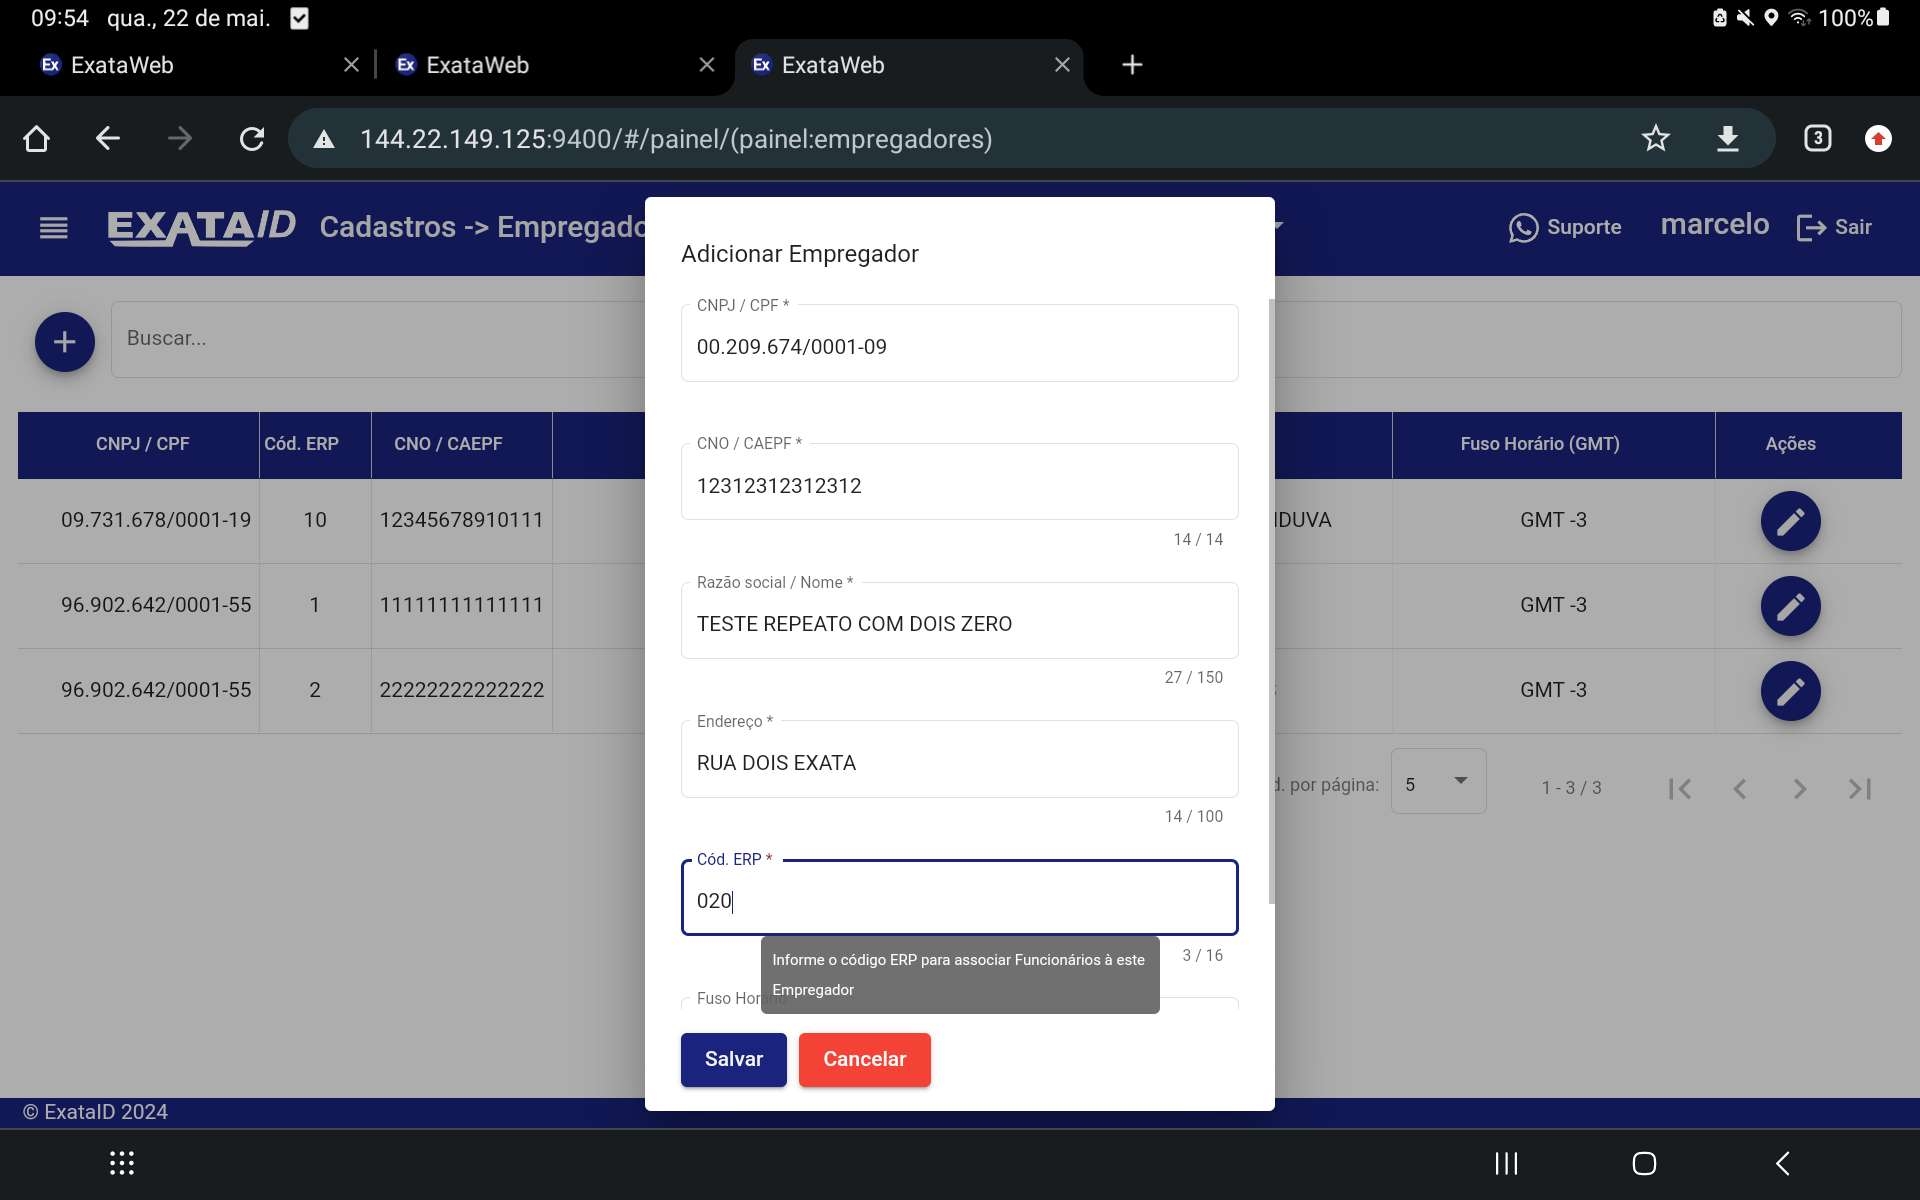 09:54 qua., 22 de mai.
100%
Ex ExataWeb
Ex ExataWeb
Ex ExataWeb
144.22.149.125:9400/#/painel/(painel:empregadores)
3
EXATAID Cadastros -> Empregado
Suporte marcelo Sair
Buscar...
CNPJ / CPF Cód. ERP CNO / CAEPF Fuso Horário (GMT) Ações
09.731.678/0001-19 10 12345678910111 DUVA GMT -3
96.902.642/0001-55 1 11111111111111 GMT -3
96.902.642/0001-55 2 22222222222222 GMT -3
. por página: 5 1 - 3 / 3
Adicionar Empregador
CNPJ / CPF *
00.209.674/0001-09
CNO / CAEPF *
12312312312312
14 / 14
Razão social / Nome *
TESTE REPEATO COM DOIS ZERO
27 / 150
Endereço *
RUA DOIS EXATA
14 / 100
Cód. ERP *
020
3 / 16
Informe o código ERP para associar Funcionários à este
Empregador
Fuso Horário
Salvar Cancelar
© ExataID 2024